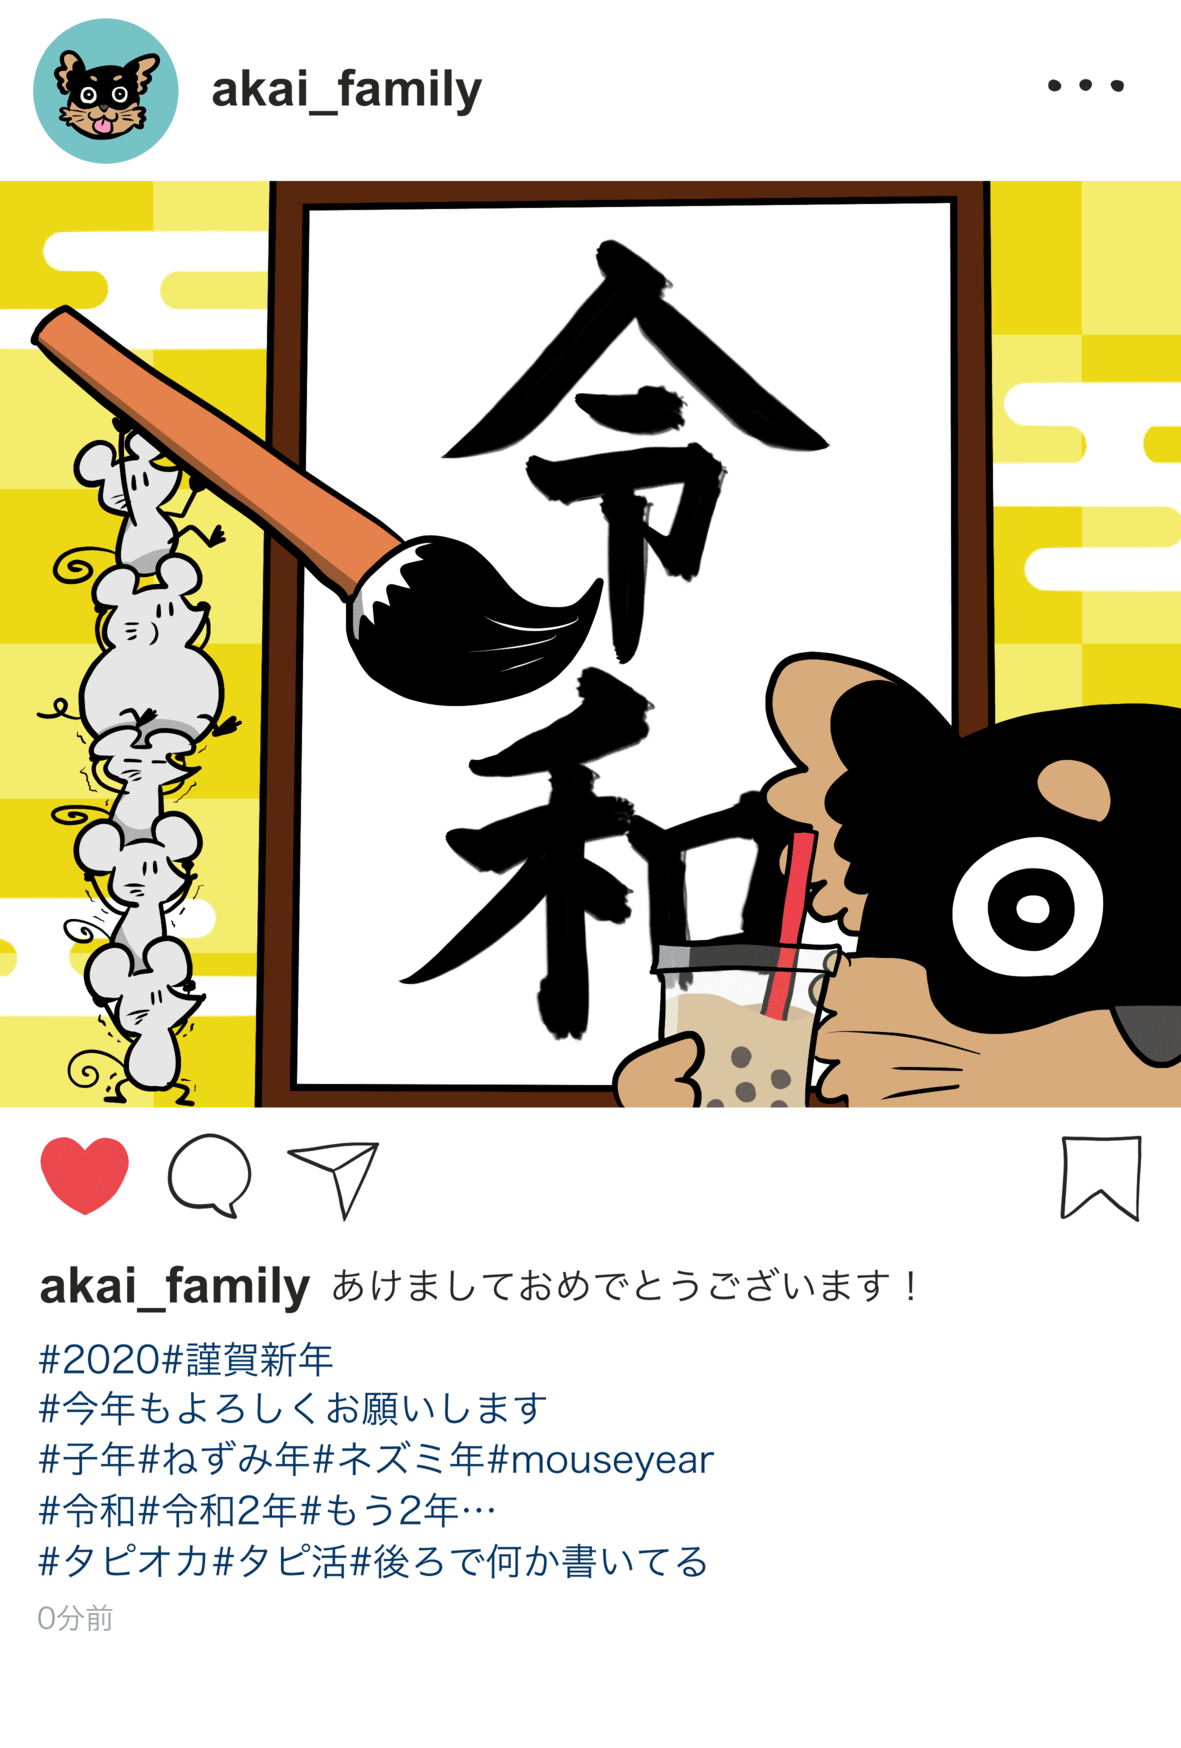 akai_family
令
和
akai_family あけましておめでとうございます！
#2020#謹賀新年
#今年もよろしくお願いします
#子年#ねずみ年#ネズミ年#mouseyear
#令和#令和2年#もう2年…
#タピオカ#タピ活#後ろで何か書いてる
0分前